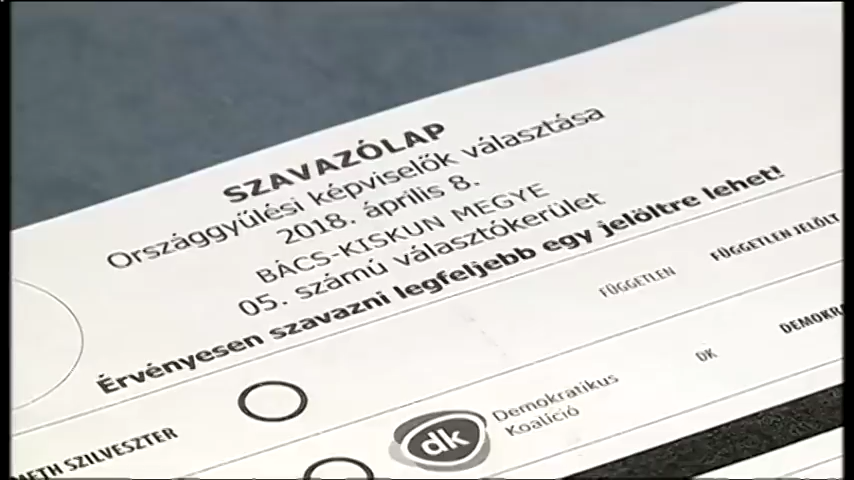 SZAVAZÓLAP
Országgyűlési képviselők választása
2018. április 8.
BÁCS-KISKUN MEGYE
05. számú választókerület
Érvényesen szavazni legfeljebb egy jelöltre lehet!
FÜGGETLEN FÜGGETLEN JELÖLT
SZILVESZTER
dk Demokratikus
Koalíció
DK